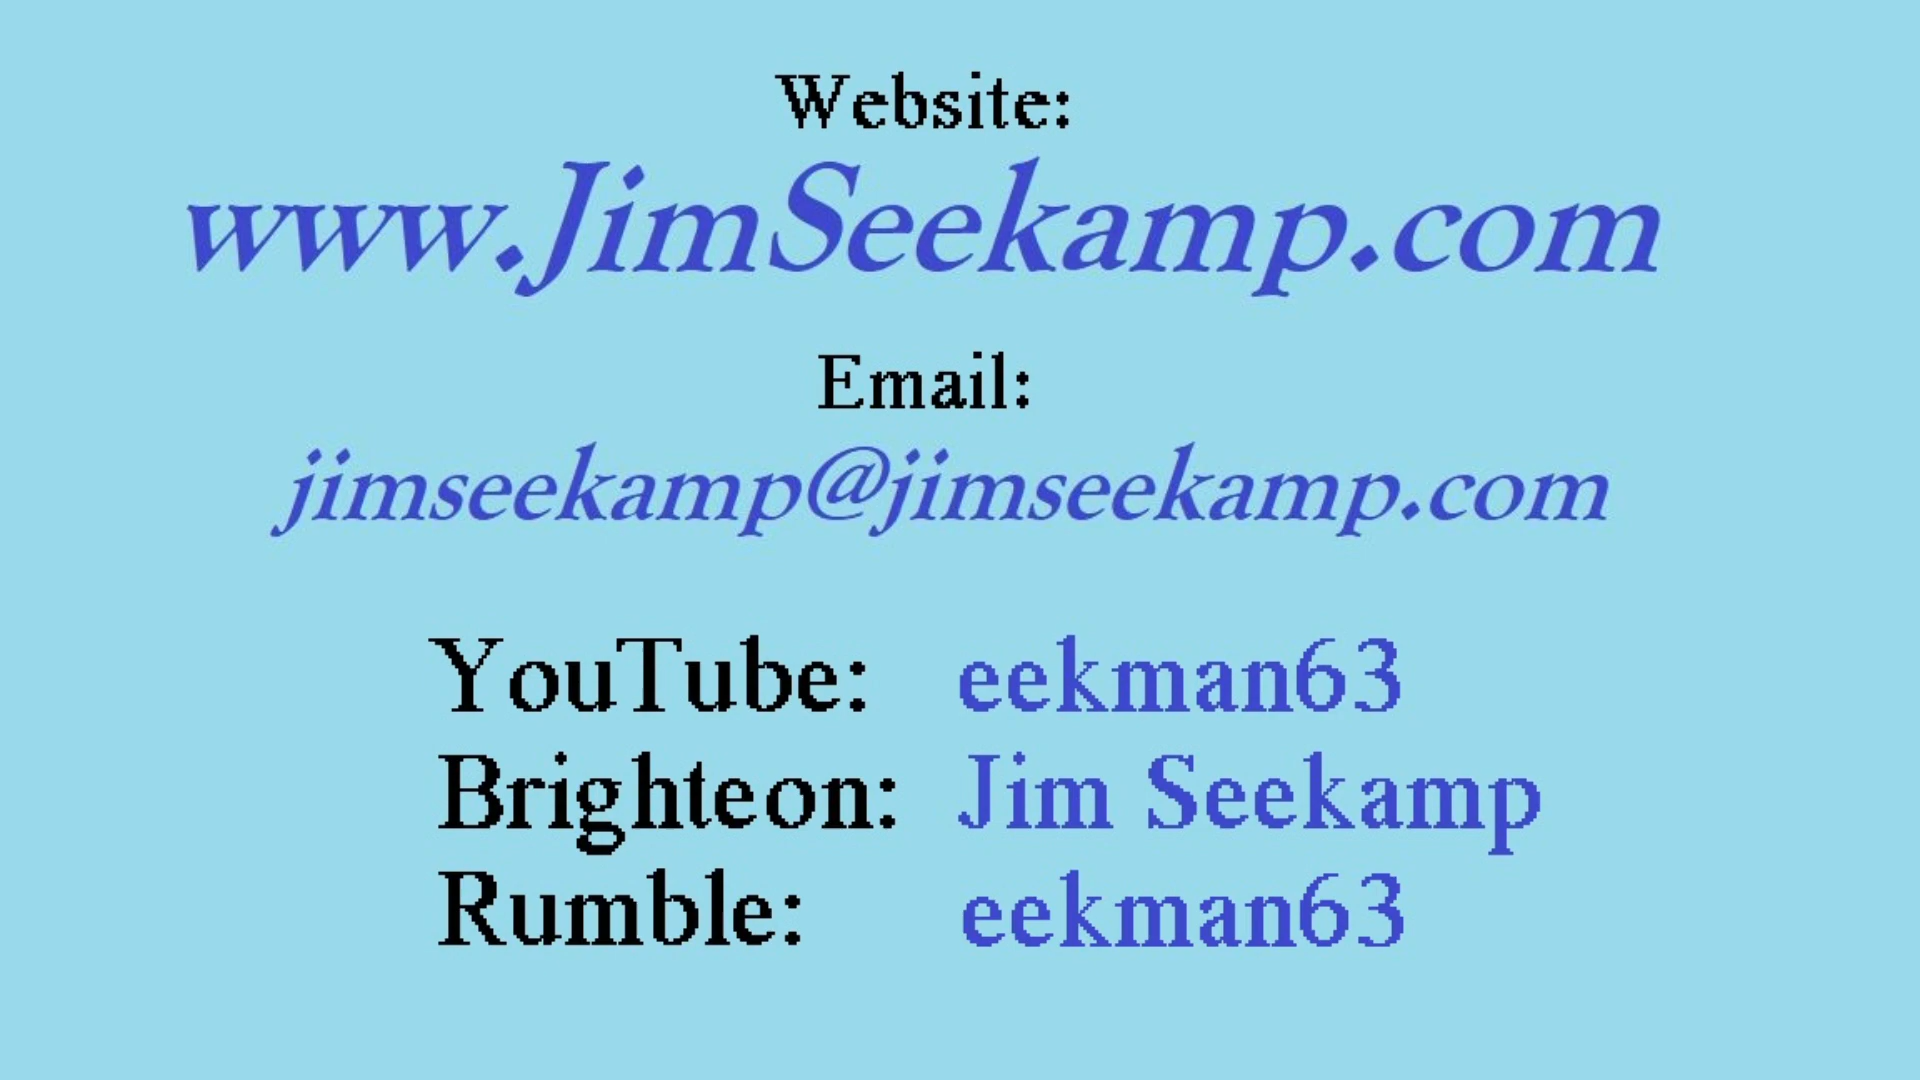 Website:
www.JimSeekamp.com
Email:
jimseekamp@jimseekamp.com
YouTube: eekman63
Brighteon: Jim Seekamp
Rumble: eekman63